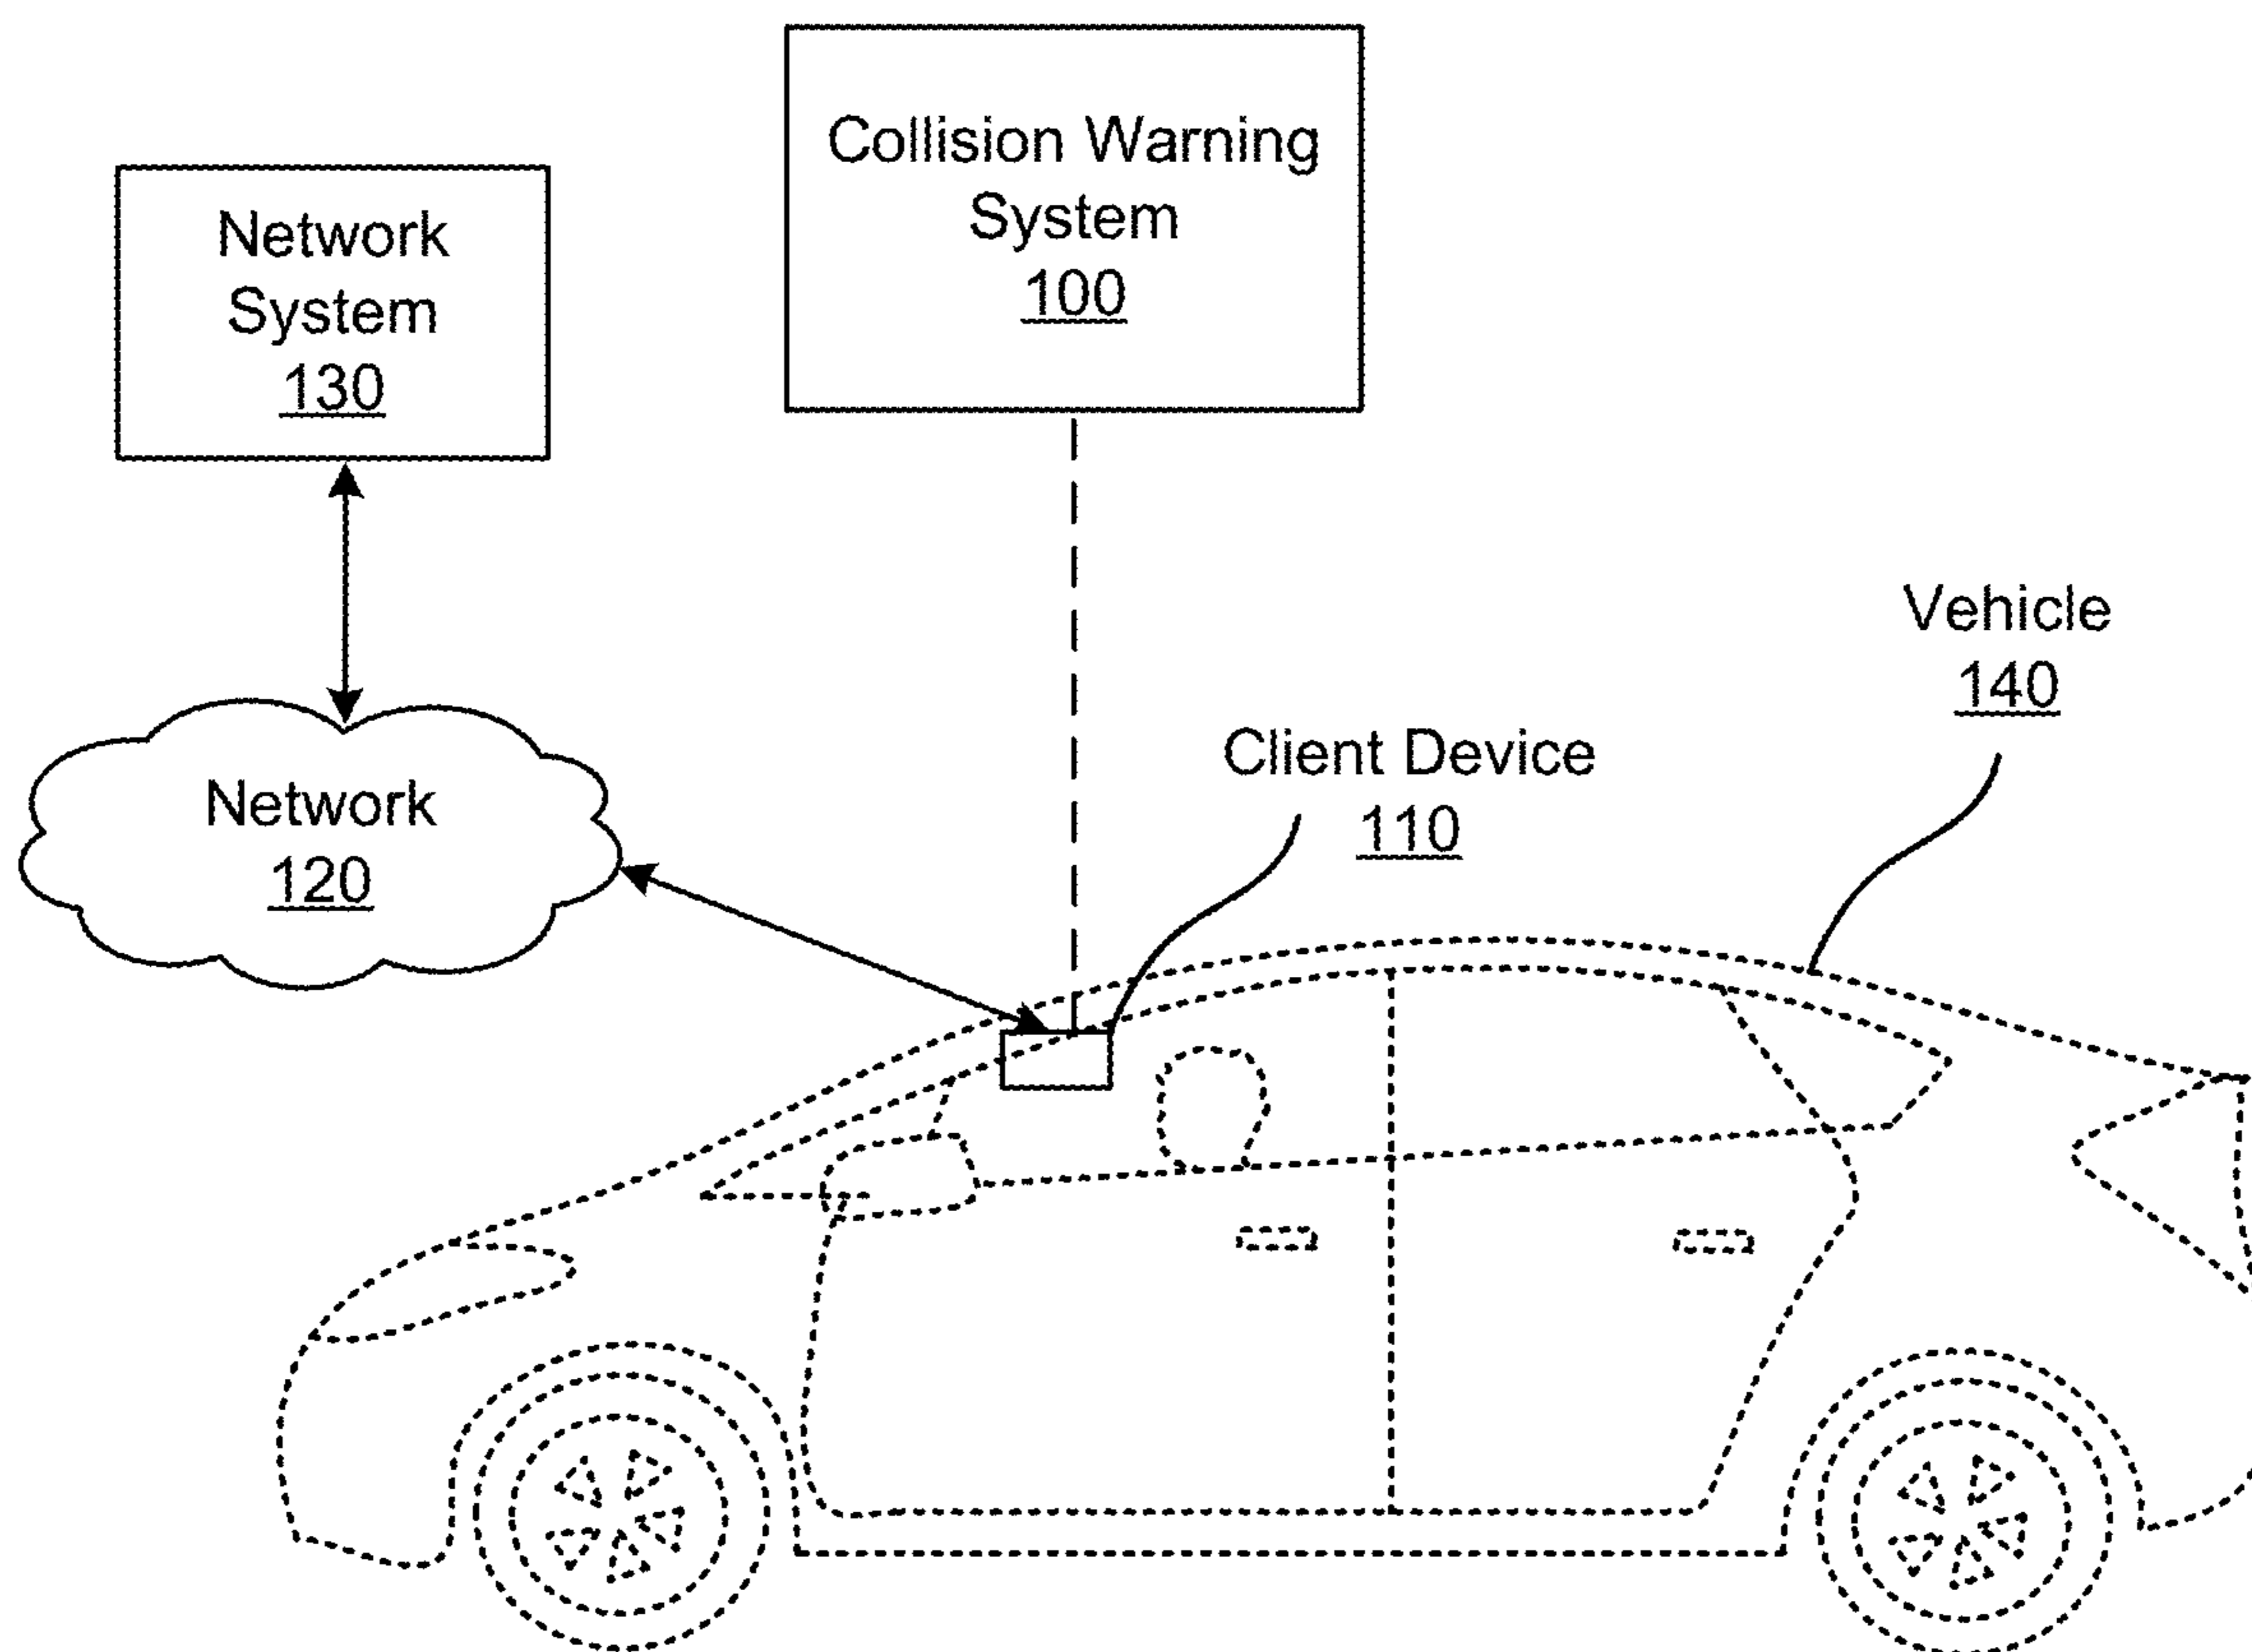 Collision Warning
System
100
Network
System
130
Vehicle
140
Client Device
110
Network
120